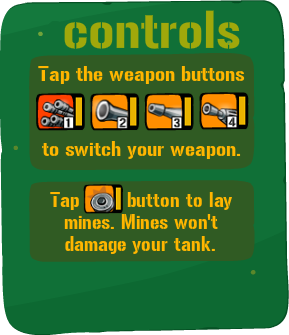 controls
Tap the weapon buttons
1 2 3 4
to switch your weapon.
Tap button to lay
mines. Mines won't
damage your tank.